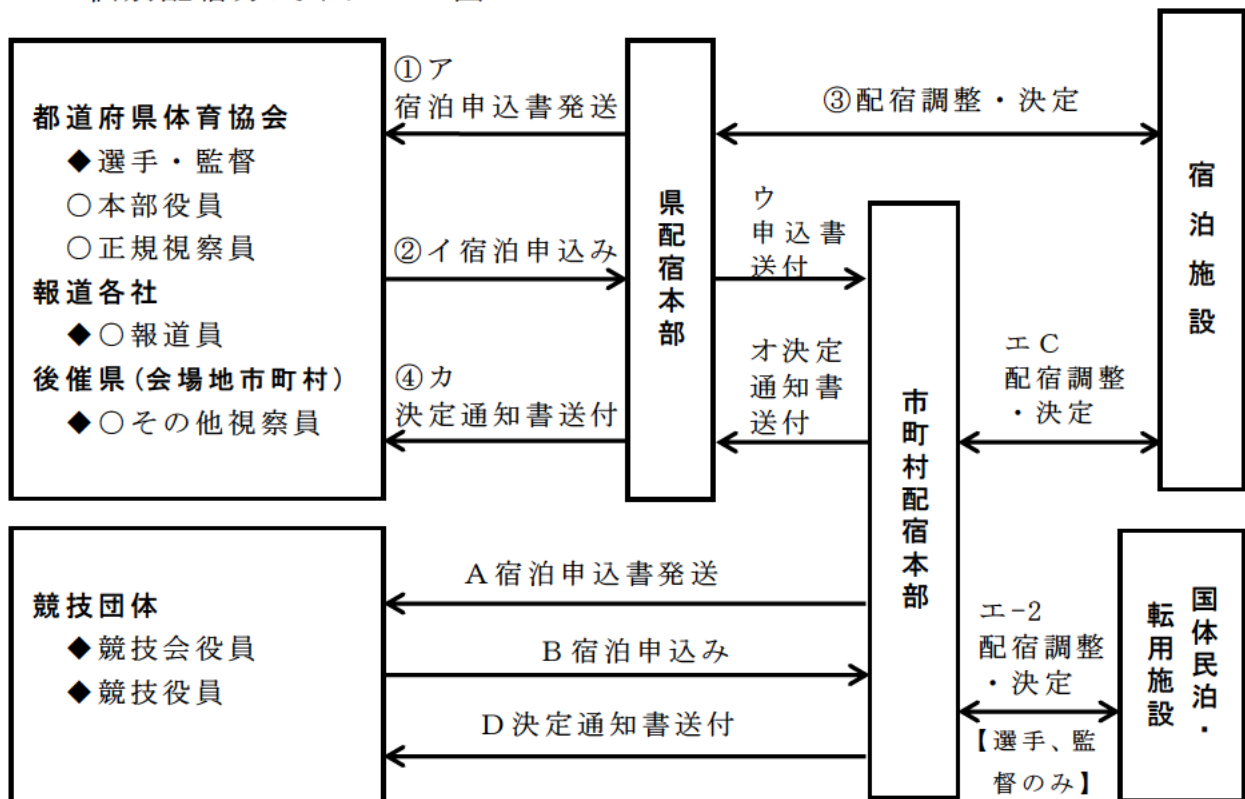 都道府県体育協会
◆選手・監督
○本部役員
○正規視察員
報道各社
◆○報道員
後催県(会場地市町村)
◆○その他視察員
①ア
宿泊申込書発送
②イ宿泊申込み
④カ
決定通知書送付
県配宿本部
③配宿調整・決定
ウ
申込書
送付
オ決定
通知書
送付
市町村配宿本部
エC
配宿調整
・決定
宿泊施設
競技団体
◆競技会役員
◆競技役員
A宿泊申込書発送
B宿泊申込み
D決定通知書送付
エ-2
配宿調整
・決定
【選手、監
督のみ】
国体民泊・
転用施設